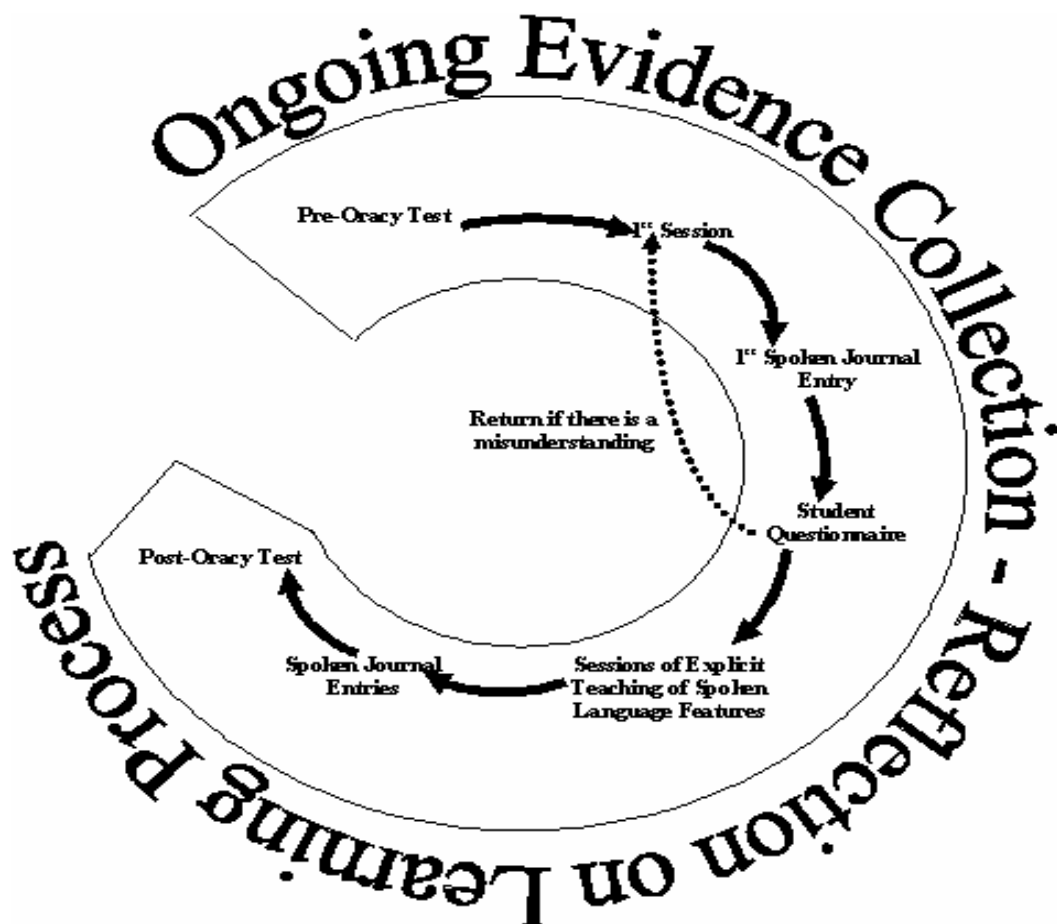 Ongoing Evidence Collection - Reflection on Learning Process
Pre-Oracy Test
1st Session
1st Spoken Journal
Entry
Return if there is a
misunderstanding
Student
Questionnaire
Post-Oracy Test
Spoken Journal
Entries
Sessions of Explicit
Teaching of Spoken
Language Features